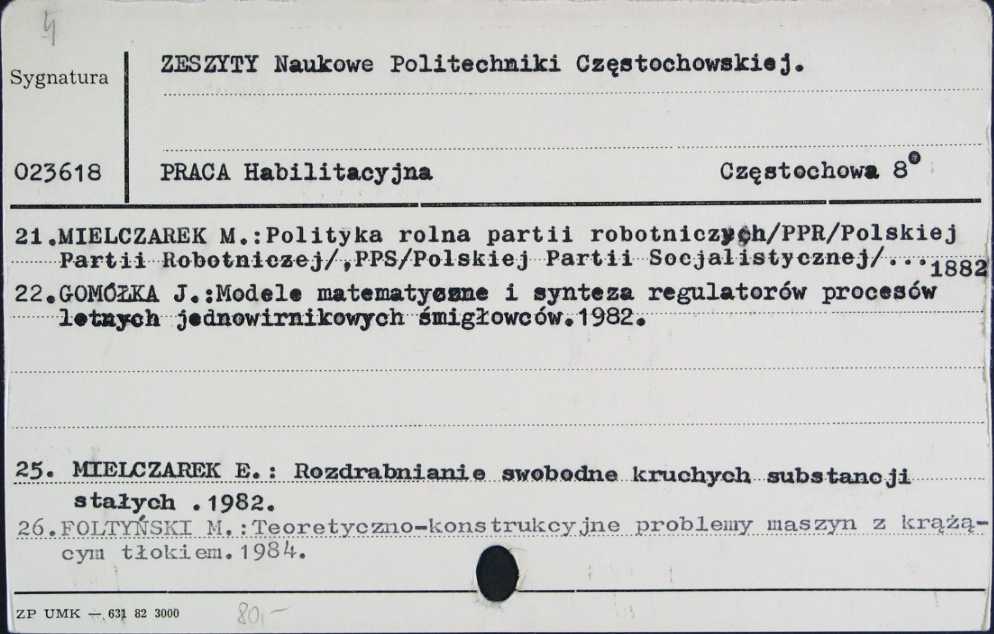 4
ZESZYTY Naukowe Politechniki Częstochowskiej.
Sygnatura
023618 PRACA Habilitacyjna Częstochowa 8°
21.MIELCZAREK M.:Polityka rolna partii robotniczych/PPR/Polskiej
Partii Robotniczej/,PPS/Polskiej Partii Socjalistycznej/...1882
22.GOMÓŁKA J.:Modele matematyczne i synteza regulatorów procesów
letnych jednowirnikowych śmigłowców.1982.
25. MIELCZAREK E.: Rozdrabnianie swobodne kruchych substancji
stałych .1982.
26.FOLTYŃSKI M.:Teoretyczno-konstrukcyjne problemy maszyn z krążą-
cym tłokiem.1984.
ZP UMK — 631 82 3000 80,-